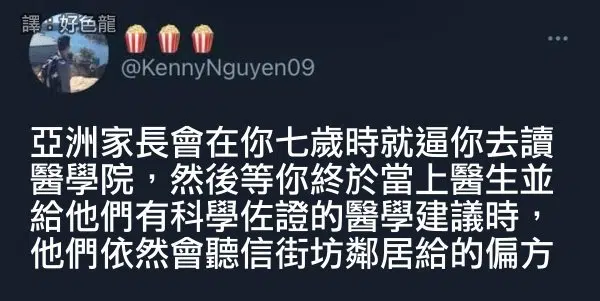 譯：好色龍
🍿🍿🍿
@KennyNguyen09
亞洲家長會在你七歲時就逼你去讀
醫學院，然後等你終於當上醫生並
給他們有科學佐證的醫學建議時，
他們依然會聽信街坊鄰居給的偏方